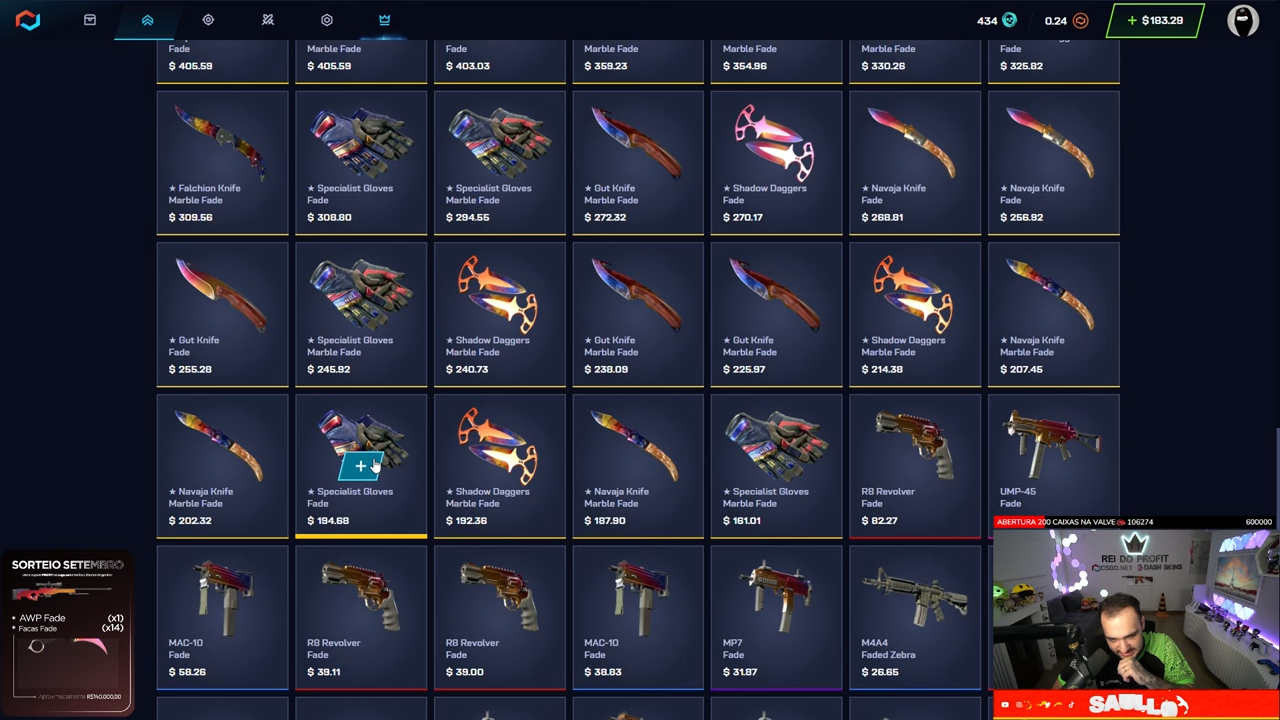 434
0.24
+ $183.29
Fade
$ 405.59
Marble Fade
$ 405.59
Fade
$ 403.03
Marble Fade
$ 359.23
Marble Fade
$ 354.96
Marble Fade
$ 330.26
Fade
$ 325.82
★ Falchion Knife
Marble Fade
$ 309.56
★ Specialist Gloves
Fade
$ 308.80
★ Specialist Gloves
Marble Fade
$ 294.55
★ Gut Knife
Marble Fade
$ 272.32
★ Shadow Daggers
Fade
$ 270.17
★ Navaja Knife
Fade
$ 268.81
★ Navaja Knife
Fade
$ 256.92
★ Gut Knife
Fade
$ 255.28
★ Specialist Gloves
Marble Fade
$ 245.92
★ Shadow Daggers
Marble Fade
$ 240.73
★ Gut Knife
Marble Fade
$ 238.09
★ Gut Knife
Marble Fade
$ 225.97
★ Shadow Daggers
Marble Fade
$ 214.38
★ Navaja Knife
Marble Fade
$ 207.45
★ Navaja Knife
Marble Fade
$ 202.32
★ Specialist Gloves
Fade
$ 194.68
★ Shadow Daggers
Marble Fade
$ 192.36
★ Navaja Knife
Marble Fade
$ 187.90
★ Specialist Gloves
Marble Fade
$ 161.01
R8 Revolver
Fade
$ 82.27
UMP-45
Fade
MAC-10
Fade
$ 58.26
R8 Revolver
Fade
$ 39.11
R8 Revolver
Fade
$ 39.00
MAC-10
Fade
$ 38.83
MP7
Fade
$ 31.87
M4A4
Faded Zebra
$ 26.65
ABERTURA 200 CAIXAS NA VALVE 106274
600000
REI DO PROFIT
CSGO.NET DASH SKINS
SAULLO
SORTEIO SETEMBRO
• AWP Fade (x1)
• Facas Fade (x14)
Aproximadamente R$140.000,00